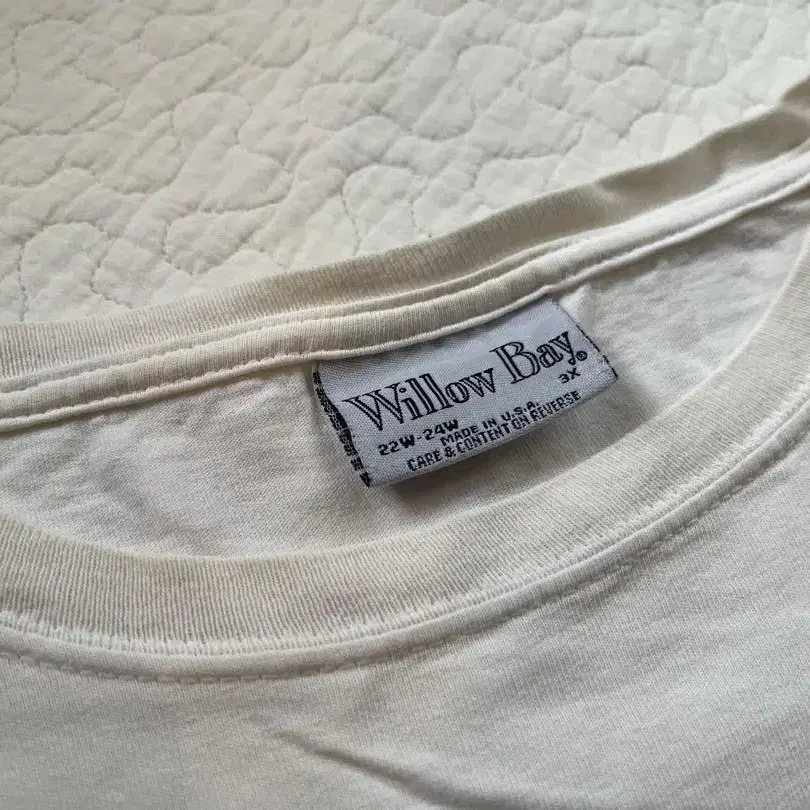 Willow Bay®
3X
22W-24W
MADE IN U.S.A.
CARE & CONTENT ON REVERSE